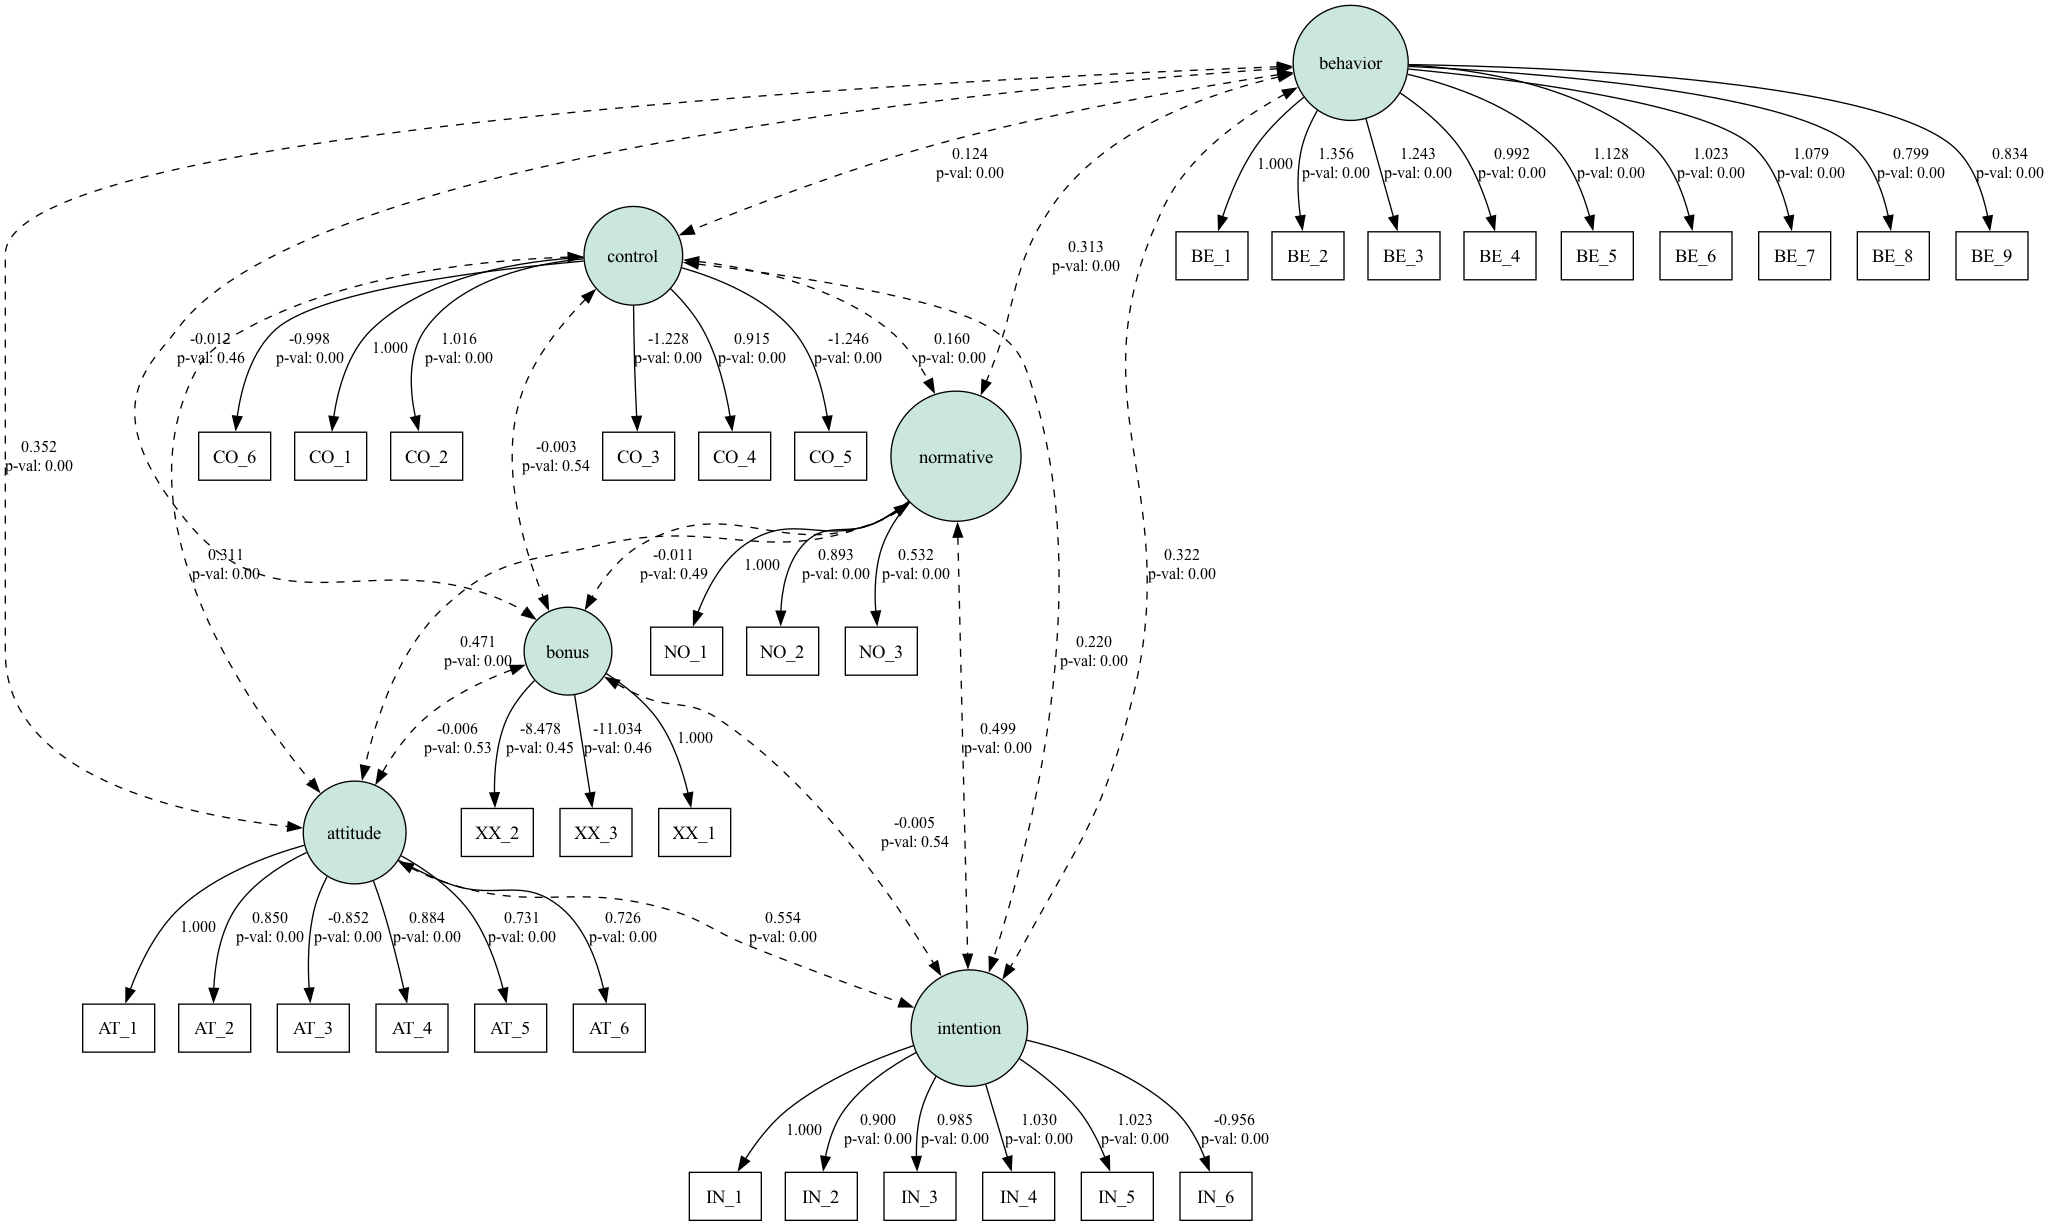 behavior
0.124
p-val: 0.00
1.000
1.356
p-val: 0.00
1.243
p-val: 0.00
0.992
p-val: 0.00
1.128
p-val: 0.00
1.023
p-val: 0.00
1.079
p-val: 0.00
0.799
p-val: 0.00
0.834
p-val: 0.00
control
0.313
p-val: 0.00
BE_1
BE_2
BE_3
BE_4
BE_5
BE_6
BE_7
BE_8
BE_9
-0.012
p-val: 0.46
-0.998
p-val: 0.00
1.000
1.016
p-val: 0.00
-1.228
p-val: 0.00
0.915
p-val: 0.00
-1.246
p-val: 0.00
0.160
p-val: 0.00
0.352
p-val: 0.00
CO_6
CO_1
CO_2
-0.003
p-val: 0.54
CO_3
CO_4
CO_5
normative
0.311
p-val: 0.00
-0.011
p-val: 0.49
1.000
0.893
p-val: 0.00
0.532
p-val: 0.00
0.322
p-val: 0.00
0.471
p-val: 0.00
bonus
NO_1
NO_2
NO_3
0.220
p-val: 0.00
-0.006
p-val: 0.53
-8.478
p-val: 0.45
-11.034
p-val: 0.46
1.000
0.499
p-val: 0.00
attitude
XX_2
XX_3
XX_1
-0.005
p-val: 0.54
1.000
0.850
p-val: 0.00
-0.852
p-val: 0.00
0.884
p-val: 0.00
0.731
p-val: 0.00
0.726
p-val: 0.00
0.554
p-val: 0.00
AT_1
AT_2
AT_3
AT_4
AT_5
AT_6
intention
1.000
0.900
p-val: 0.00
0.985
p-val: 0.00
1.030
p-val: 0.00
1.023
p-val: 0.00
-0.956
p-val: 0.00
IN_1
IN_2
IN_3
IN_4
IN_5
IN_6